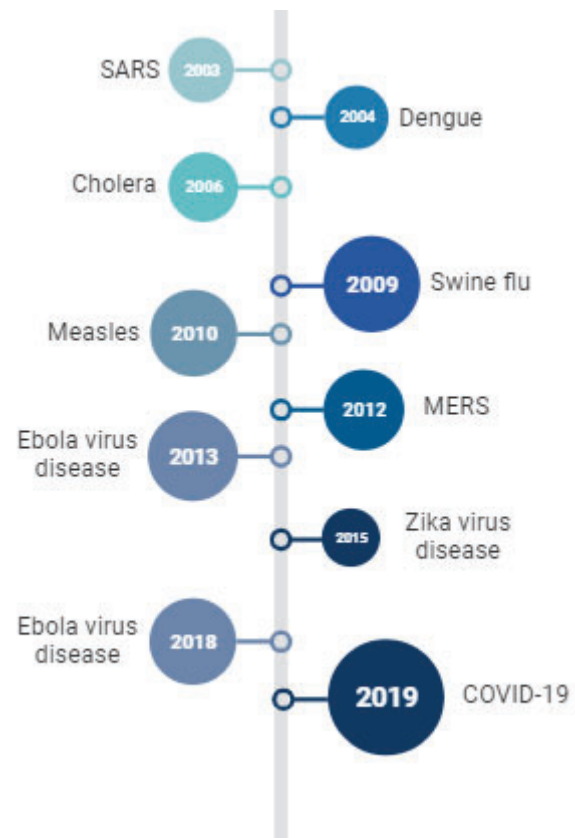 SARS
2003
2004
Dengue
Cholera
2006
2009
Swine flu
Measles
2010
2012
MERS
Ebola virus
disease
2013
2015
Zika virus
disease
Ebola virus
disease
2018
2019
COVID-19